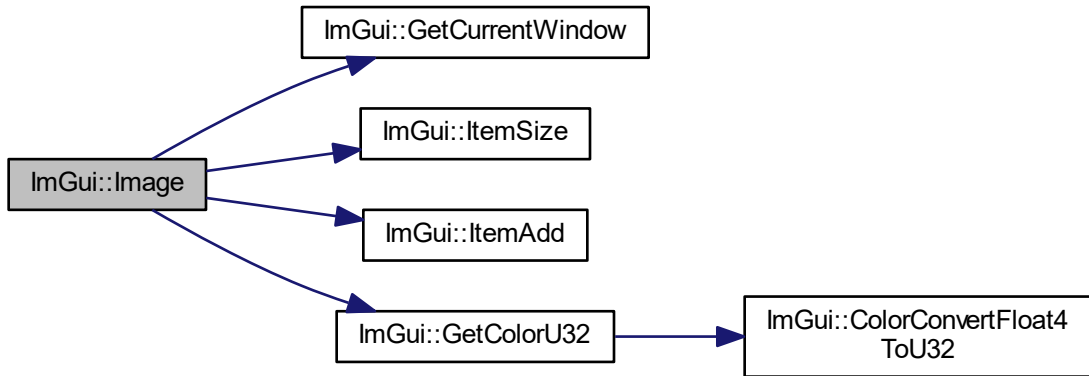 ImGui::GetCurrentWindow
ImGui::ItemSize
ImGui::Image
ImGui::ItemAdd
ImGui::GetColorU32
ImGui::ColorConvertFloat4
ToU32